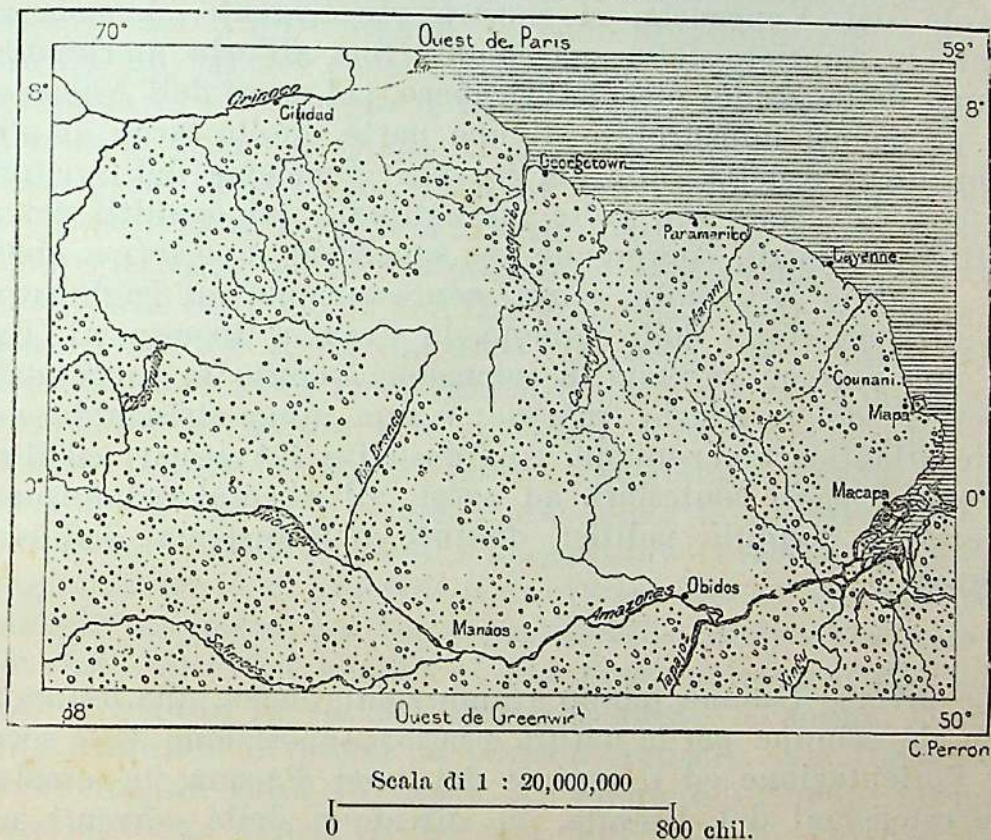 70°
Ouest de Paris
52°
8°
8°
Orinoco
Ciudad
Georgetown
Essequibo
Paramaribo
Cayenne
Maroni
Corentyne
Counani
Mapa
Rio Branco
Macapa
0°
0°
Rio Negro
Obidos
Amazonas
Manáos
Solimoes
Tapajoz
Xingu
68°
Ouest de Greenwich
50°
C. Perron
Scala di 1 : 20,000,000
0
800 chil.